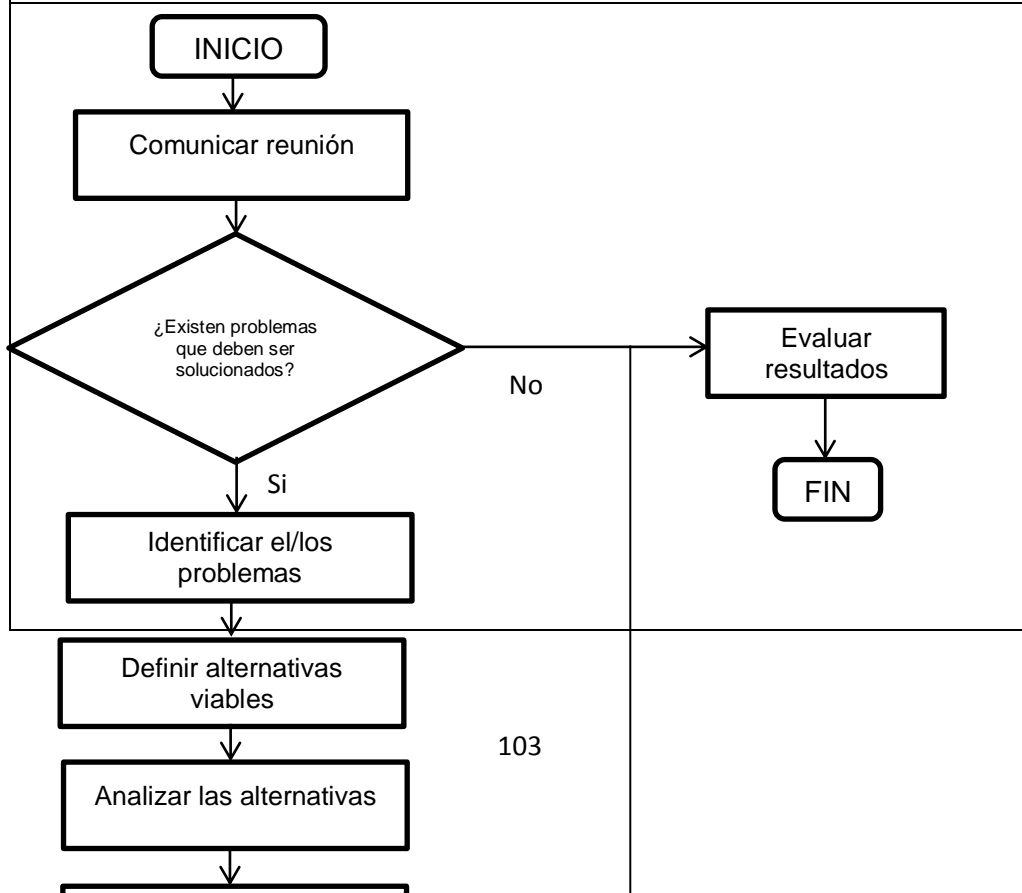 INICIO
Comunicar reunión
¿Existen problemas
que deben ser
solucionados?
No
Evaluar
resultados
FIN
Si
Identificar el/los
problemas
Definir alternativas
viables
103
Analizar las alternativas